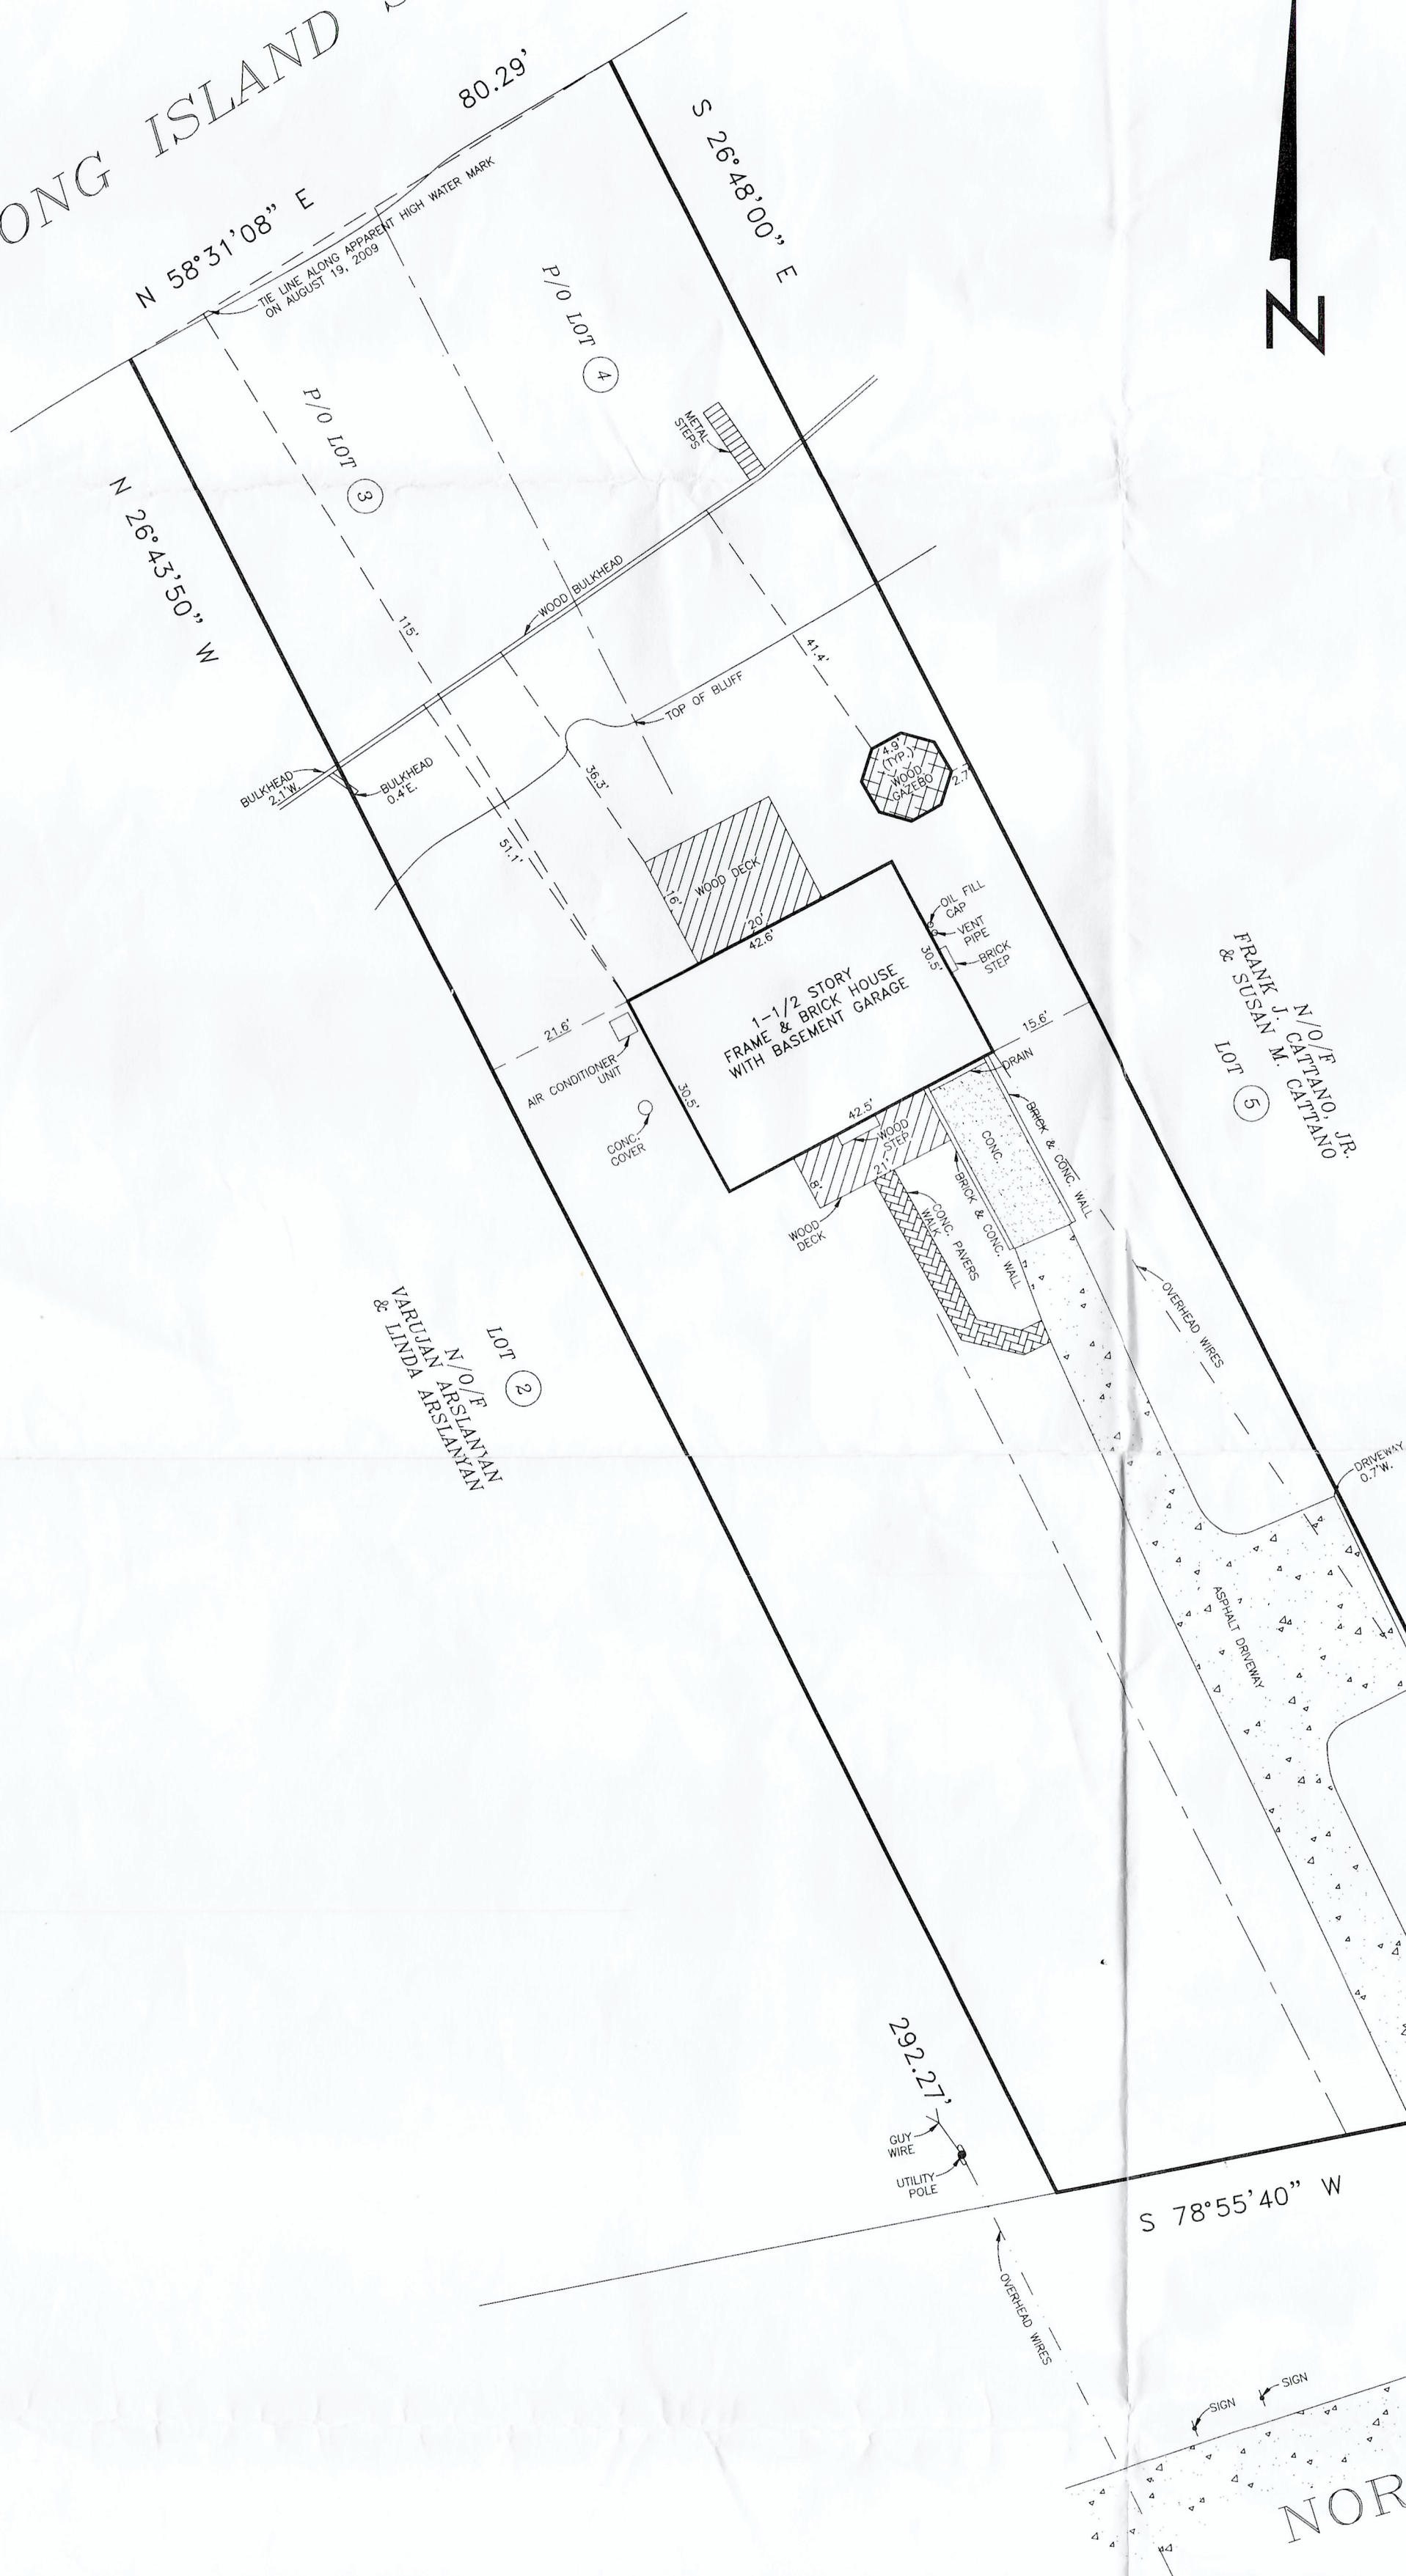 ONG ISLAND
80.29'
S 26°48'00" E
N 58°31'08" E
TIE LINE ALONG APPARENT HIGH WATER MARK
ON AUGUST 19, 2009
P/O LOT 4
P/O LOT 3
METAL
STEPS
N 26°43'50" W
115'
WOOD BULKHEAD
41.4'
TOP OF BLUFF
BULKHEAD
2.1'W.
BULKHEAD
0.4'E.
36.3'
51.1'
4.9'
(TYP.)
WOOD
GAZEBO
2.7'
WOOD DECK
16'
20'
42.6'
OIL FILL
CAP
VENT
PIPE
BRICK
STEP
30.5'
1-1/2 STORY
FRAME & BRICK HOUSE
WITH BASEMENT GARAGE
21.6'
15.6'
AIR CONDITIONER
UNIT
CONC.
COVER
30.5'
42.5'
DRAIN
WOOD
STEP
CONC.
BRICK & CONC. WALL
BRICK & CONC. WALL
8'
21'
WOOD
DECK
CONC. PAVERS
WALK
OVERHEAD WIRES
N/O/F
FRANK J. CATTANO, JR.
& SUSAN M. CATTANO
LOT 5
LOT 2
N/O/F
VARUJAN ARSLANYAN
& LINDA ARSLANYAN
DRIVEWAY
0.7'W.
ASPHALT DRIVEWAY
292.27'
GUY
WIRE
UTILITY
POLE
S 78°55'40" W
OVERHEAD WIRES
SIGN
SIGN
NOR
N